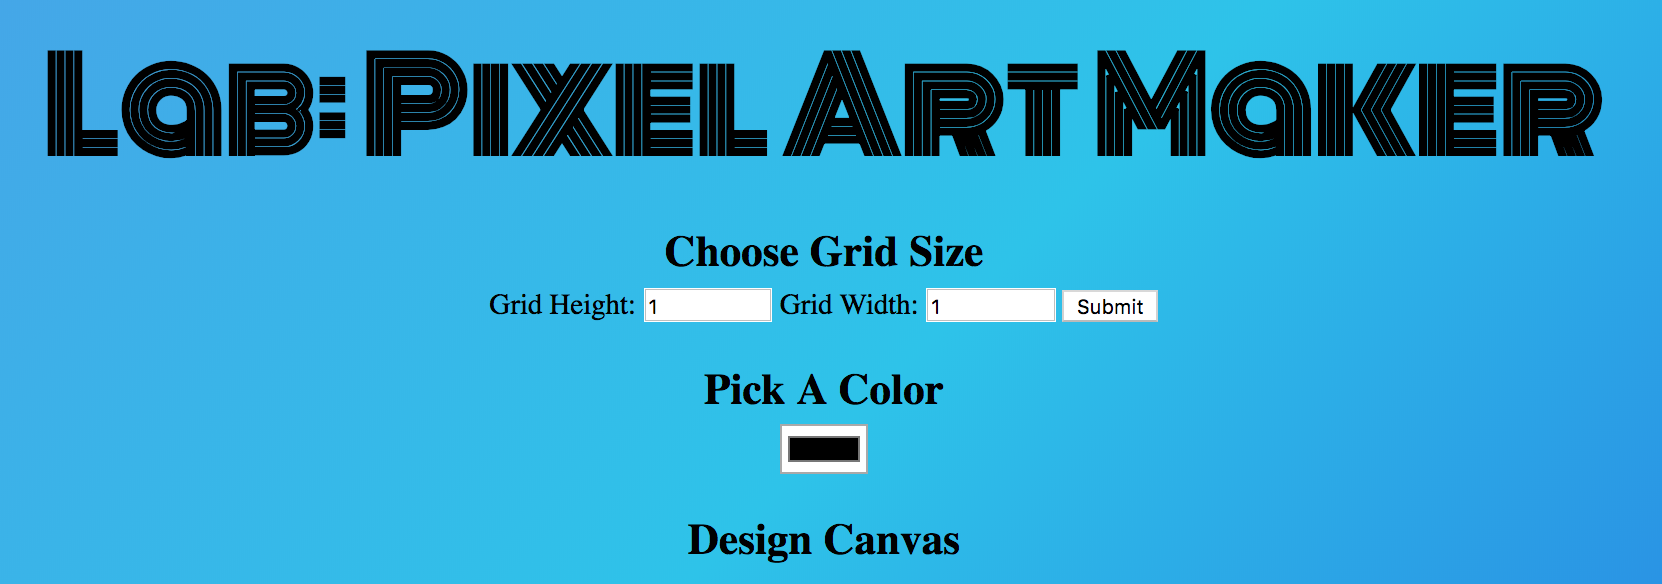 Lab: Pixel Art Maker
Choose Grid Size
Grid Height: 1 Grid Width: 1 Submit
Pick A Color
Design Canvas